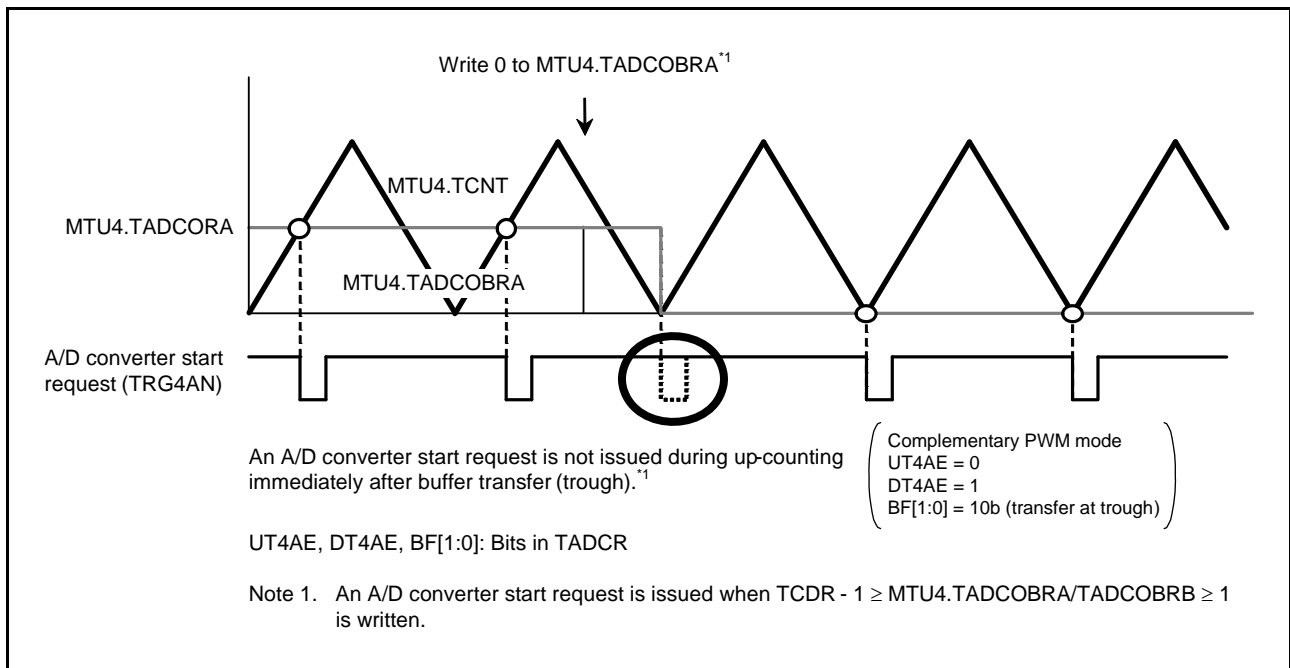 Write 0 to MTU4.TADCOBRA*1
MTU4.TCNT
MTU4.TADCORA
MTU4.TADCOBRA
A/D converter start
request (TRG4AN)
An A/D converter start request is not issued during up-counting
immediately after buffer transfer (trough).*1
Complementary PWM mode
UT4AE = 0
DT4AE = 1
BF[1:0] = 10b (transfer at trough)
UT4AE, DT4AE, BF[1:0]: Bits in TADCR
Note 1. An A/D converter start request is issued when TCDR - 1 ≥ MTU4.TADCOBRA/TADCOBRB ≥ 1
is written.